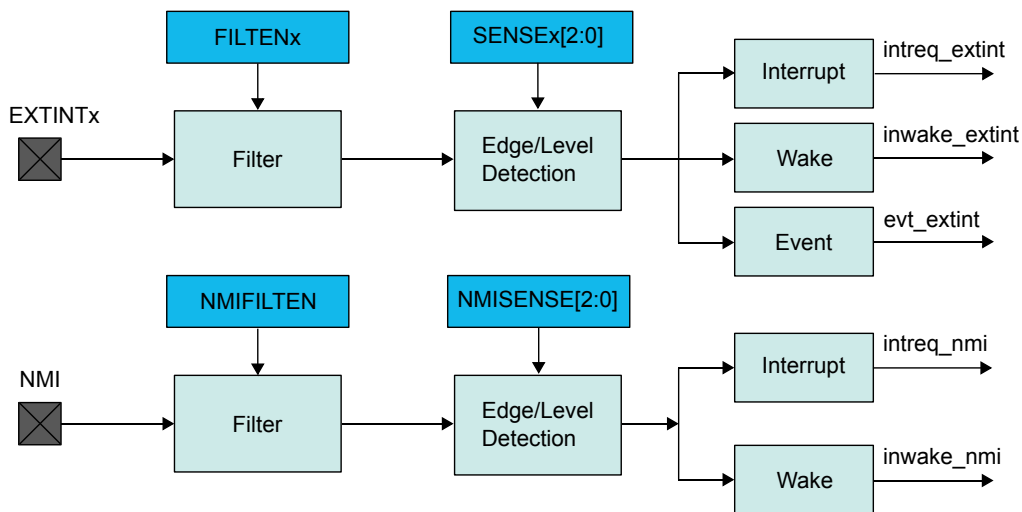 FILTENx
SENSEx[2:0]
EXTINTx
Filter
Edge/Level
Detection
Interrupt
intreq_extint
Wake
inwake_extint
Event
evt_extint
NMIFILTEN
NMISENSE[2:0]
NMI
Filter
Edge/Level
Detection
Interrupt
intreq_nmi
Wake
inwake_nmi